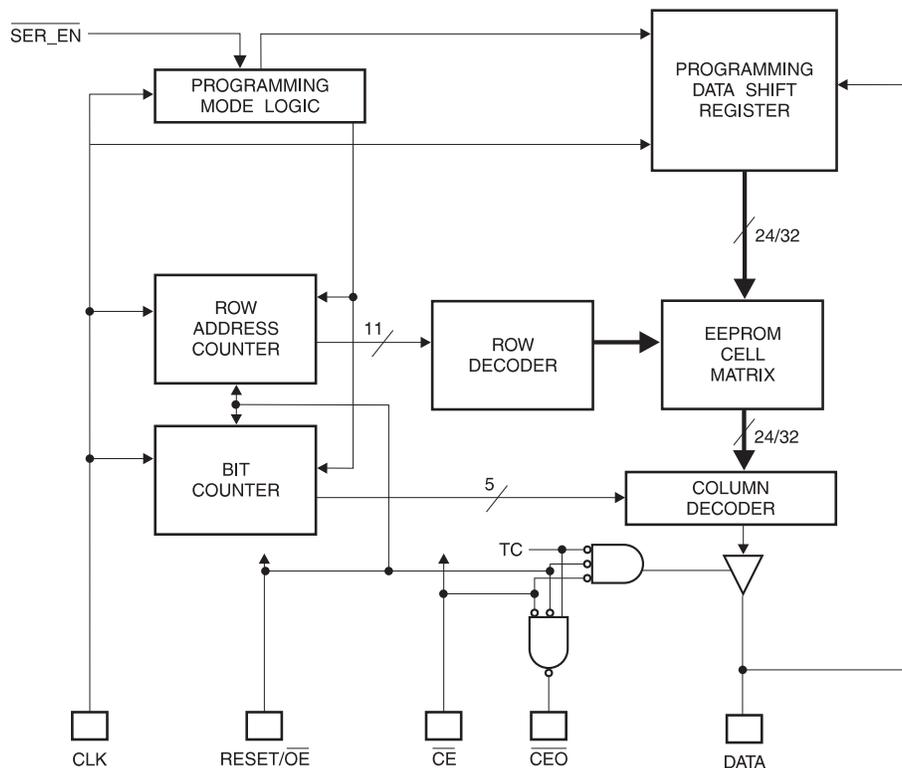 SER_EN
PROGRAMMING
MODE LOGIC
PROGRAMMING
DATA SHIFT
REGISTER
24/32
ROW
ADDRESS
COUNTER
11
ROW
DECODER
EEPROM
CELL
MATRIX
24/32
BIT
COUNTER
5
COLUMN
DECODER
TC
CLK
RESET/OE
CE
CEO
DATA